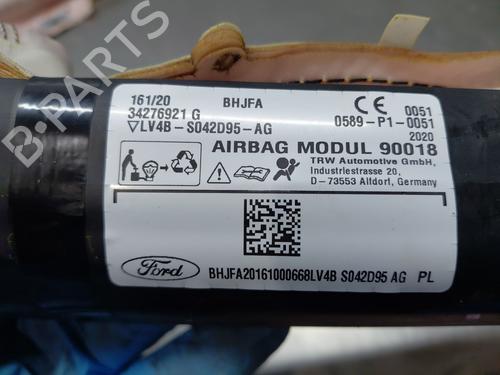 161/20 BHJFA
34276921 G
▽LV4B-S042D95-AG
CE 0051
0589-P1-0051
2020
AIRBAG MODUL 90018
TRW Automotive GmbH,
Industriestrasse 20,
D-73553 Alfdorf, Germany
Ford
BHJFA20161000668LV4B S042D95 AG PL
B-PARTS